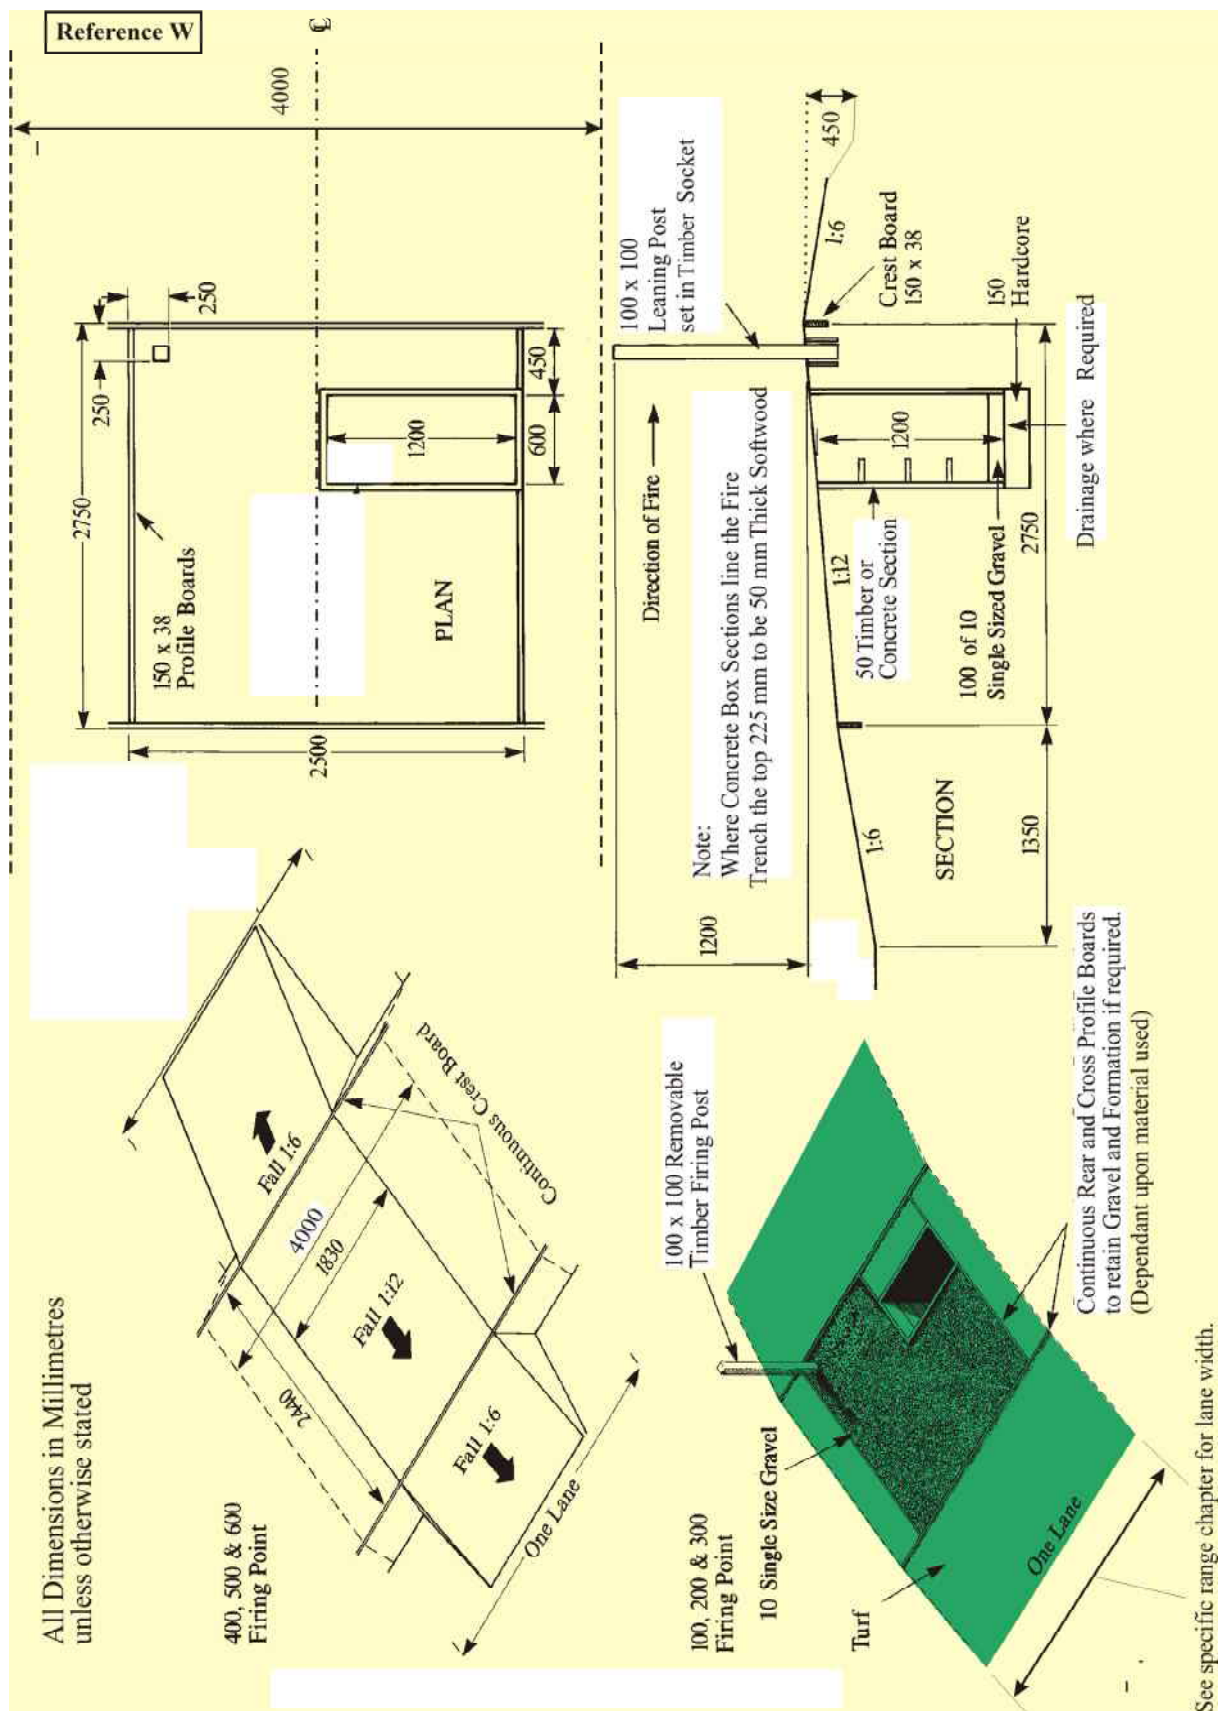 Reference W
All Dimensions in Millimetres
unless otherwise stated
400, 500 & 600
Firing Point
Fall 1:6
Fall 1:12
Fall 1:6
4000
1830
2440
One Lane
Continuous Crest Board
2750
250
250
2500
150 x 38
Profile Boards
PLAN
1200
450
600
4000
℄
100, 200 & 300
Firing Point
10 Single Size Gravel
Turf
One Lane
100 x 100 Removable
Timber Firing Post
Continuous Rear and Cross Profile Boards
to retain Gravel and Formation if required.
(Dependant upon material used)
See specific range chapter for lane width.
1200
Note:
Where Concrete Box Sections line the Fire
Trench the top 225 mm to be 50 mm Thick Softwood
Direction of Fire
100 x 100
Leaning Post
set in Timber Socket
450
1:6
Crest Board
150 x 38
150
Hardcore
1200
1:12
50 Timber or
Concrete Section
100 of 10
Single Sized Gravel
1:6
SECTION
1350
2750
Drainage where Required